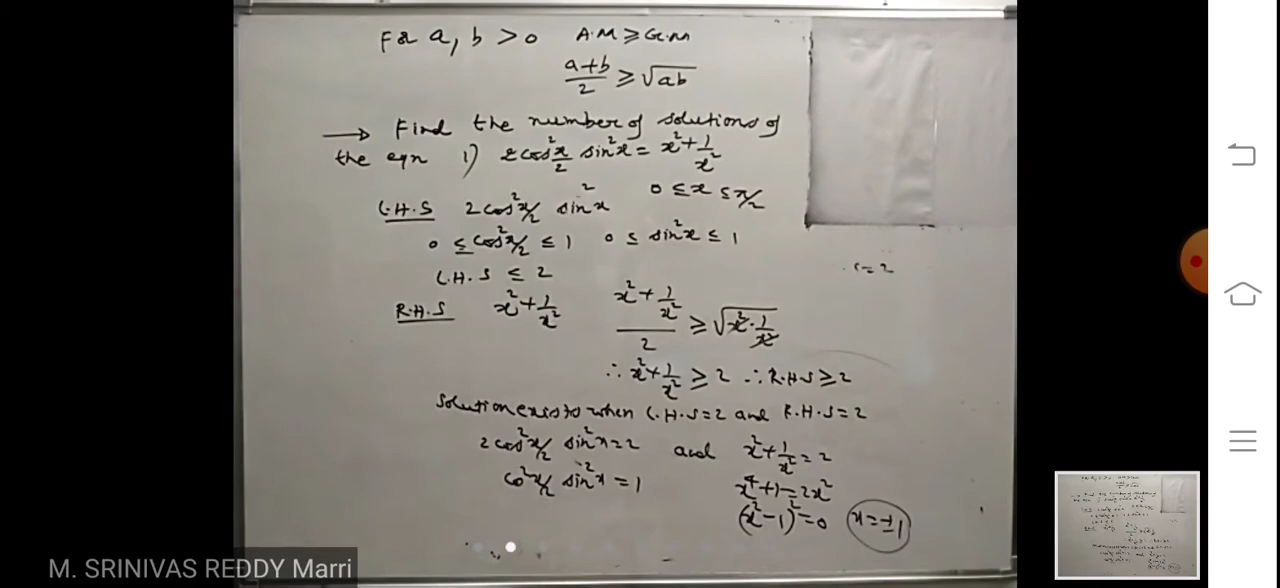 For a, b > 0 A.M ≥ G.M
(a+b)/2 ≥ √ab
→ Find the number of solutions of
the eqn 1) 2cos²x/2 sin²x = x² + 1/x²
0 ≤ x ≤ π/2
L.H.S 2cos²x/2 sin²x
0 ≤ cos²x/2 ≤ 1 0 ≤ sin²x ≤ 1
L.H.S ≤ 2
R.H.S x² + 1/x² (x² + 1/x²)/2 ≥ √(x² · 1/x²)
∴ x² + 1/x² ≥ 2 ∴ R.H.S ≥ 2
Solution exists when L.H.S=2 and R.H.S=2
2cos²x/2 sin²x=2 and x² + 1/x² = 2
cos²x/2 sin²x = 1 x⁴+1=2x²
(x²-1)²=0 x=±1
M. SRINIVAS REDDY Marri